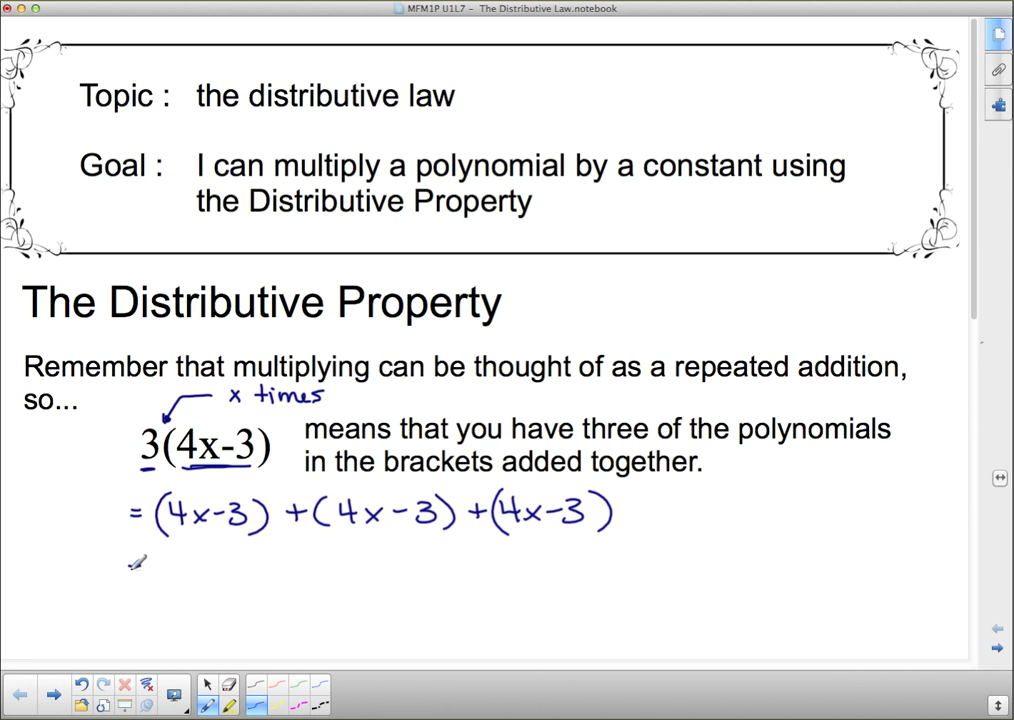 MFM1P U1L7 - The Distributive Law.notebook
Topic : the distributive law
Goal : I can multiply a polynomial by a constant using
the Distributive Property
The Distributive Property
Remember that multiplying can be thought of as a repeated addition,
so...
x times
3(4x-3) means that you have three of the polynomials
in the brackets added together.
= (4x-3) + (4x-3) + (4x-3)